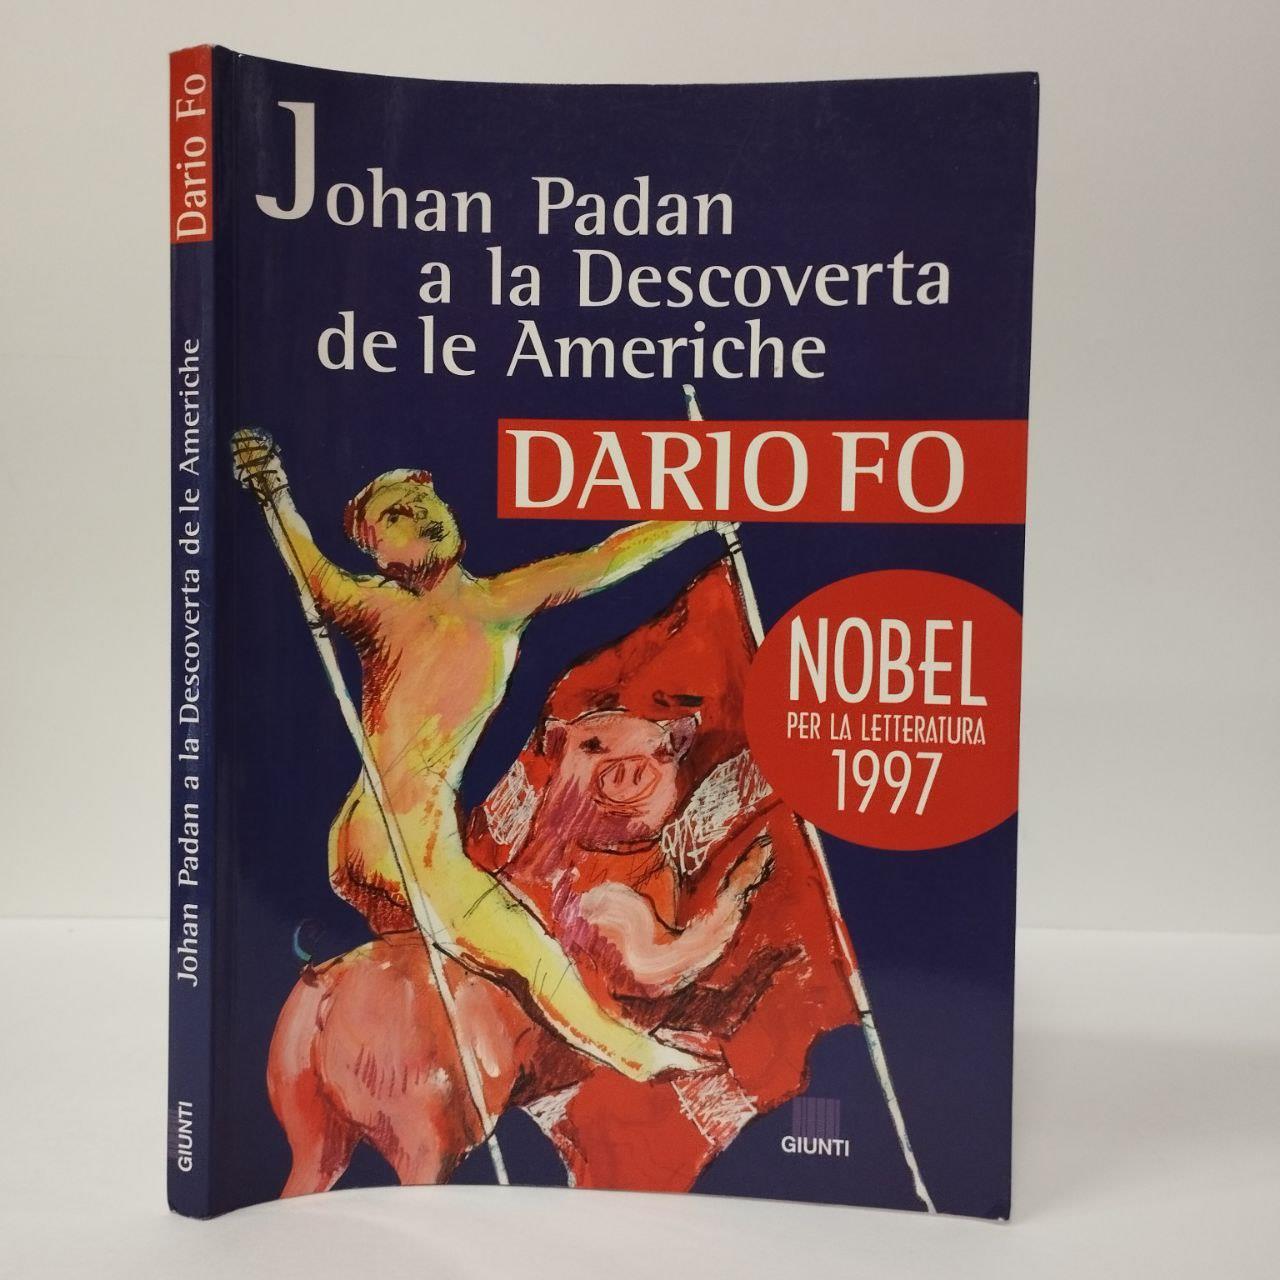 Johan Padan
a la Descoverta
de le Americhe
DARIO FO
NOBEL
PER LA LETTERATURA
1997
GIUNTI
Dario Fo
Johan Padan a la Descoverta de le Americhe
GIUNTI